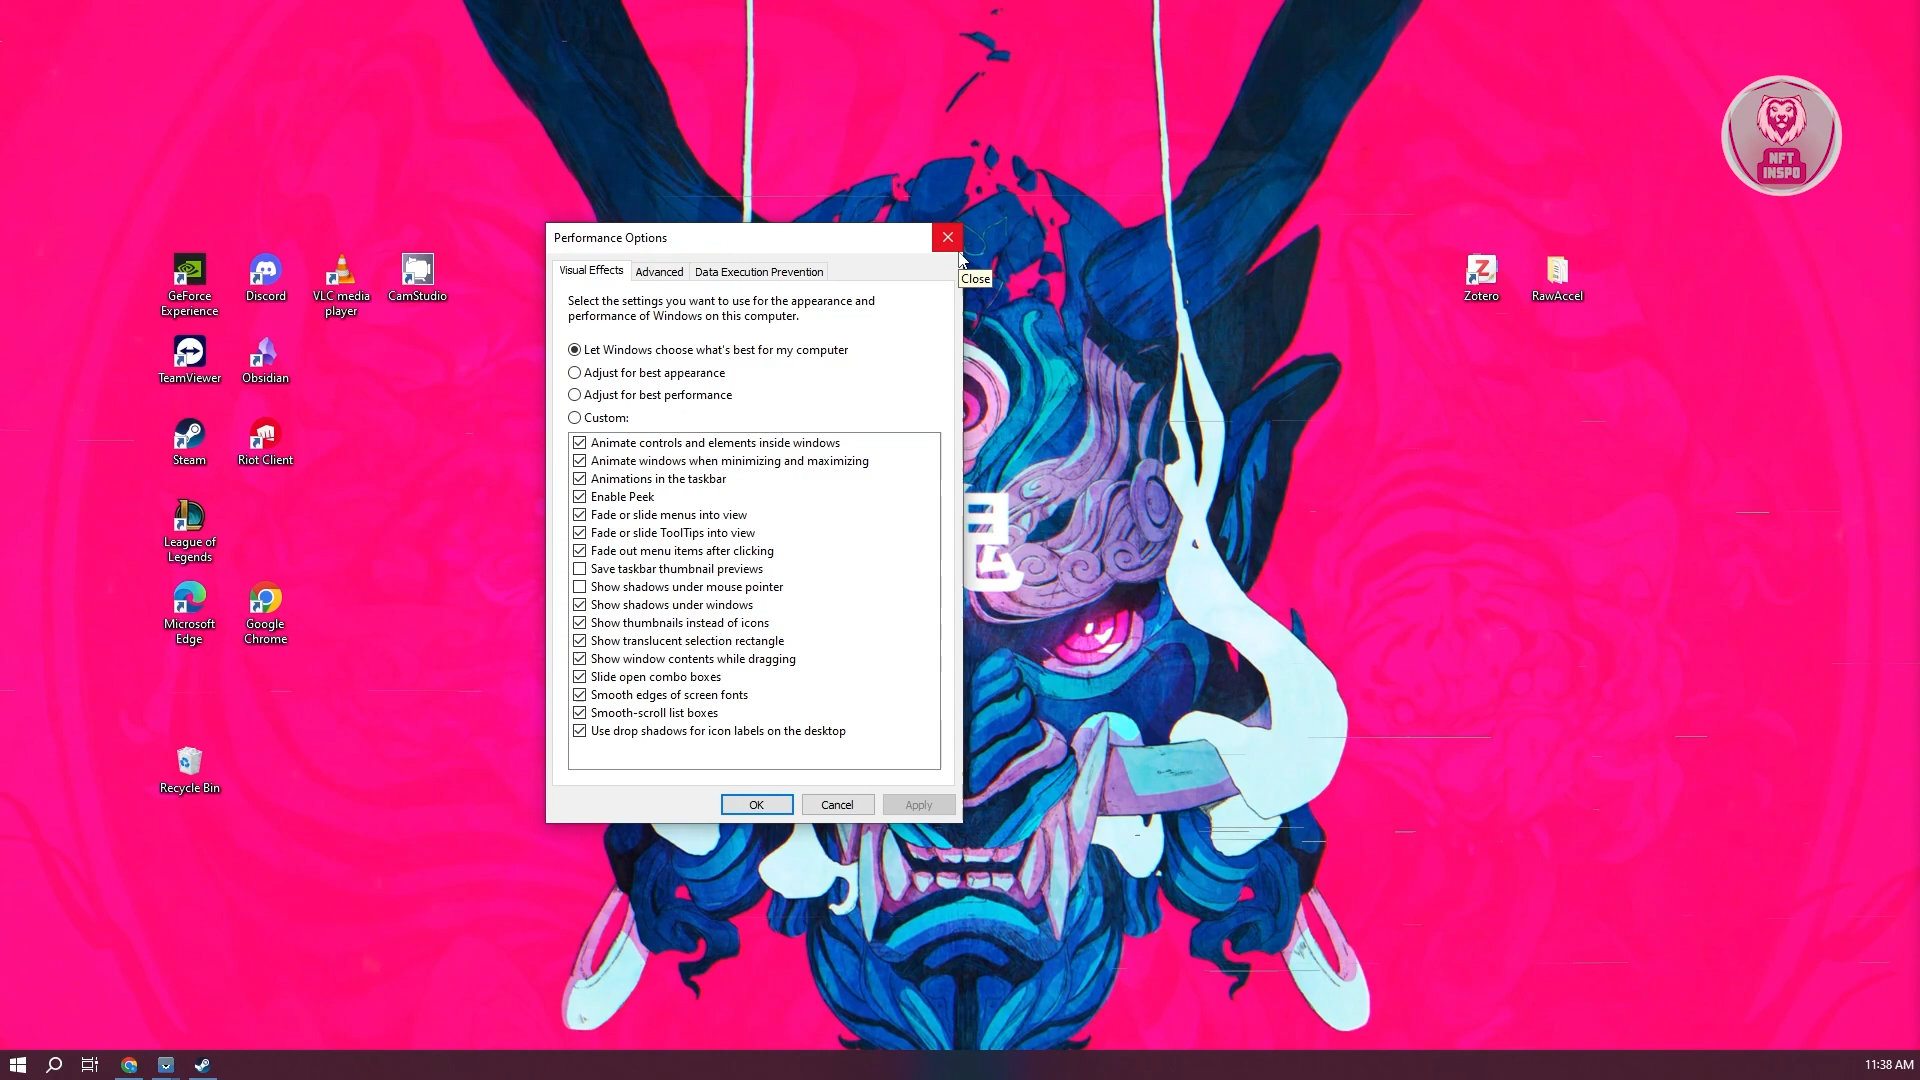 NFT
INSPO
Performance Options
Close
Visual Effects
Advanced
Data Execution Prevention
Select the settings you want to use for the appearance and
performance of Windows on this computer.
Let Windows choose what's best for my computer
Adjust for best appearance
Adjust for best performance
Custom:
Animate controls and elements inside windows
Animate windows when minimizing and maximizing
Animations in the taskbar
Enable Peek
Fade or slide menus into view
Fade or slide ToolTips into view
Fade out menu items after clicking
Save taskbar thumbnail previews
Show shadows under mouse pointer
Show shadows under windows
Show thumbnails instead of icons
Show translucent selection rectangle
Show window contents while dragging
Slide open combo boxes
Smooth edges of screen fonts
Smooth-scroll list boxes
Use drop shadows for icon labels on the desktop
OK
Cancel
Apply
GeForce
Experience
Discord
VLC media
player
CamStudio
TeamViewer
Obsidian
Steam
Riot Client
League of
Legends
Microsoft
Edge
Google
Chrome
Recycle Bin
Zotero
RawAccel
11:38 AM